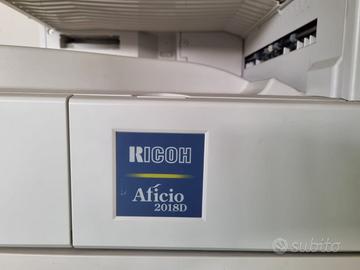 RICOH
Aficio
2018D
subito